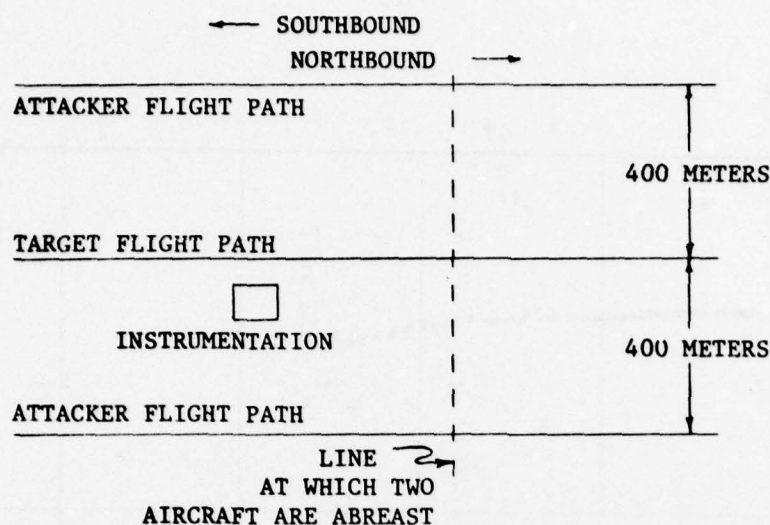 SOUTHBOUND
NORTHBOUND
ATTACKER FLIGHT PATH
400 METERS
TARGET FLIGHT PATH
INSTRUMENTATION
400 METERS
ATTACKER FLIGHT PATH
LINE
AT WHICH TWO
AIRCRAFT ARE ABREAST